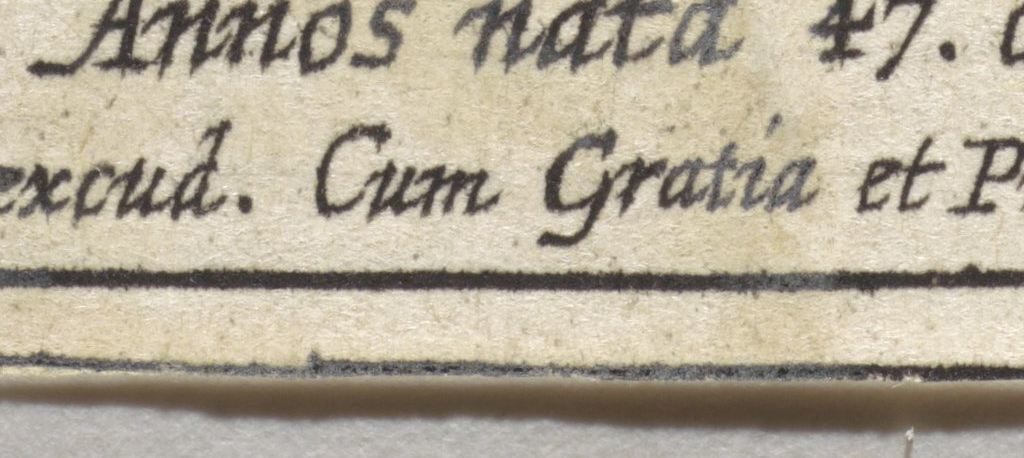 Annos nata 47.
excud. Cum Gratia et